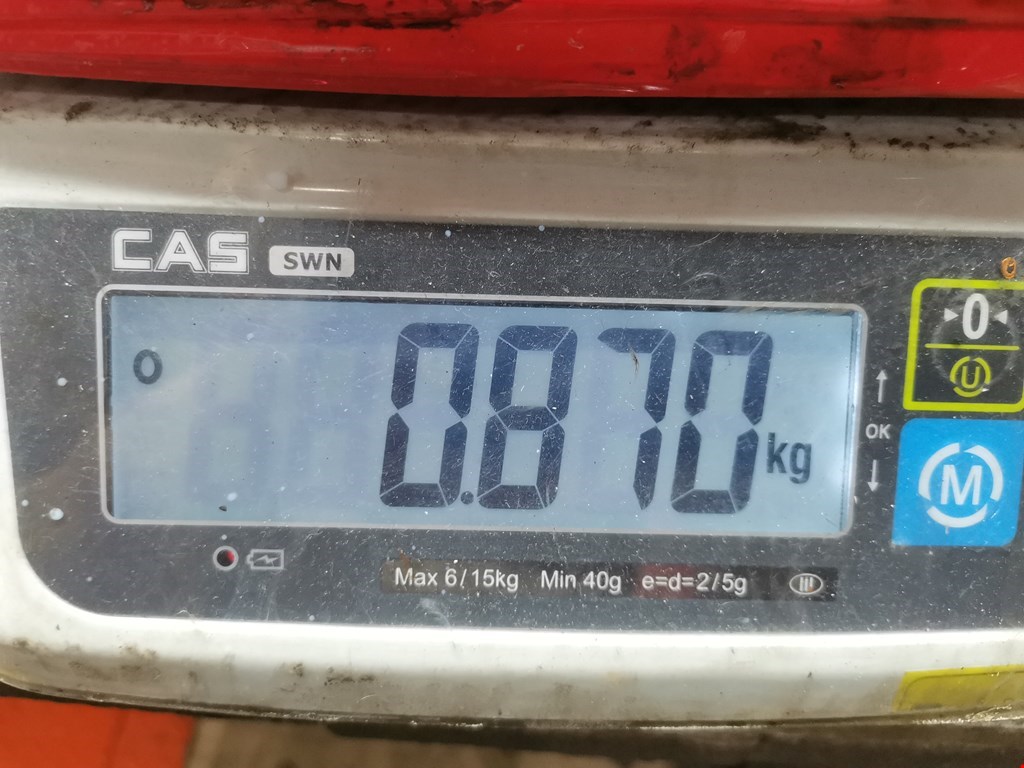 CAS SWN
0
0.870 kg
0
U
OK
M
Max 6/15kg Min 40g e=d=2/5g